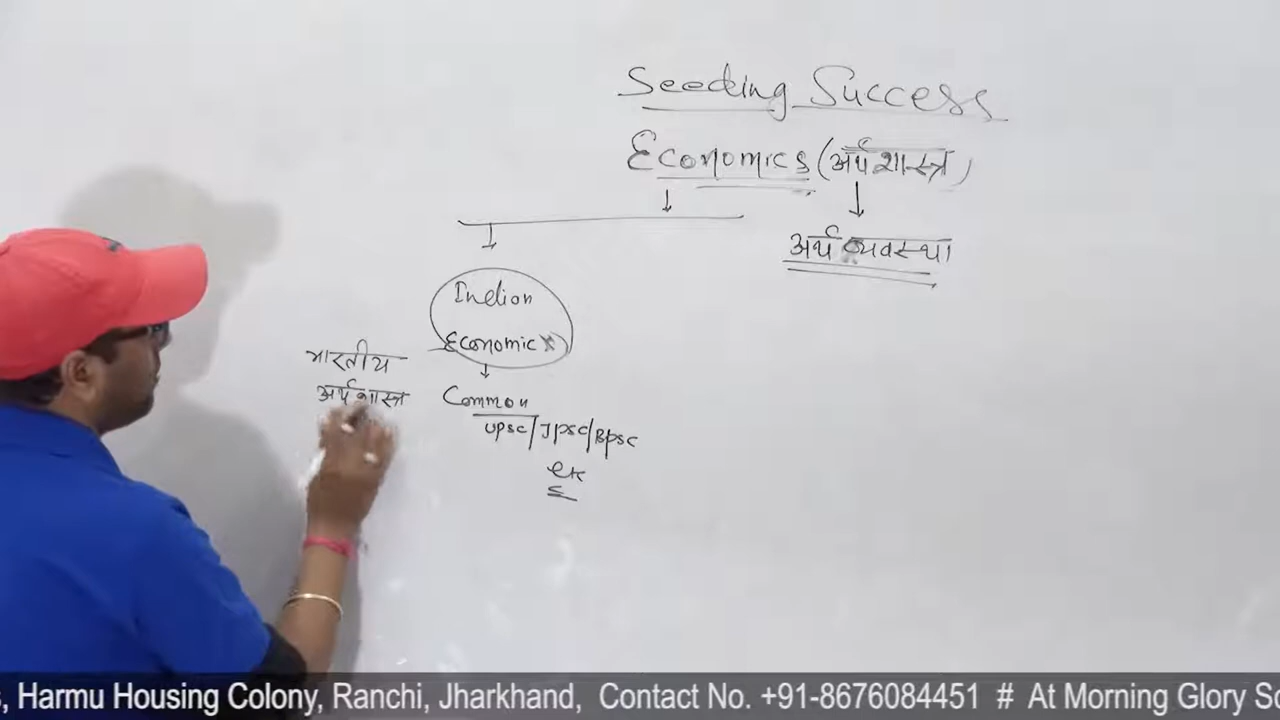 Seeding Success
Economics (अर्थशास्त्र)
अर्थ व्यवस्था
Indian
Economic
भारतीय
अर्थशास्त्र
Common
UPSC/JPSC/BPSC
etc
s, Harmu Housing Colony, Ranchi, Jharkhand, Contact No. +91-8676084451 # At Morning Glory Sc